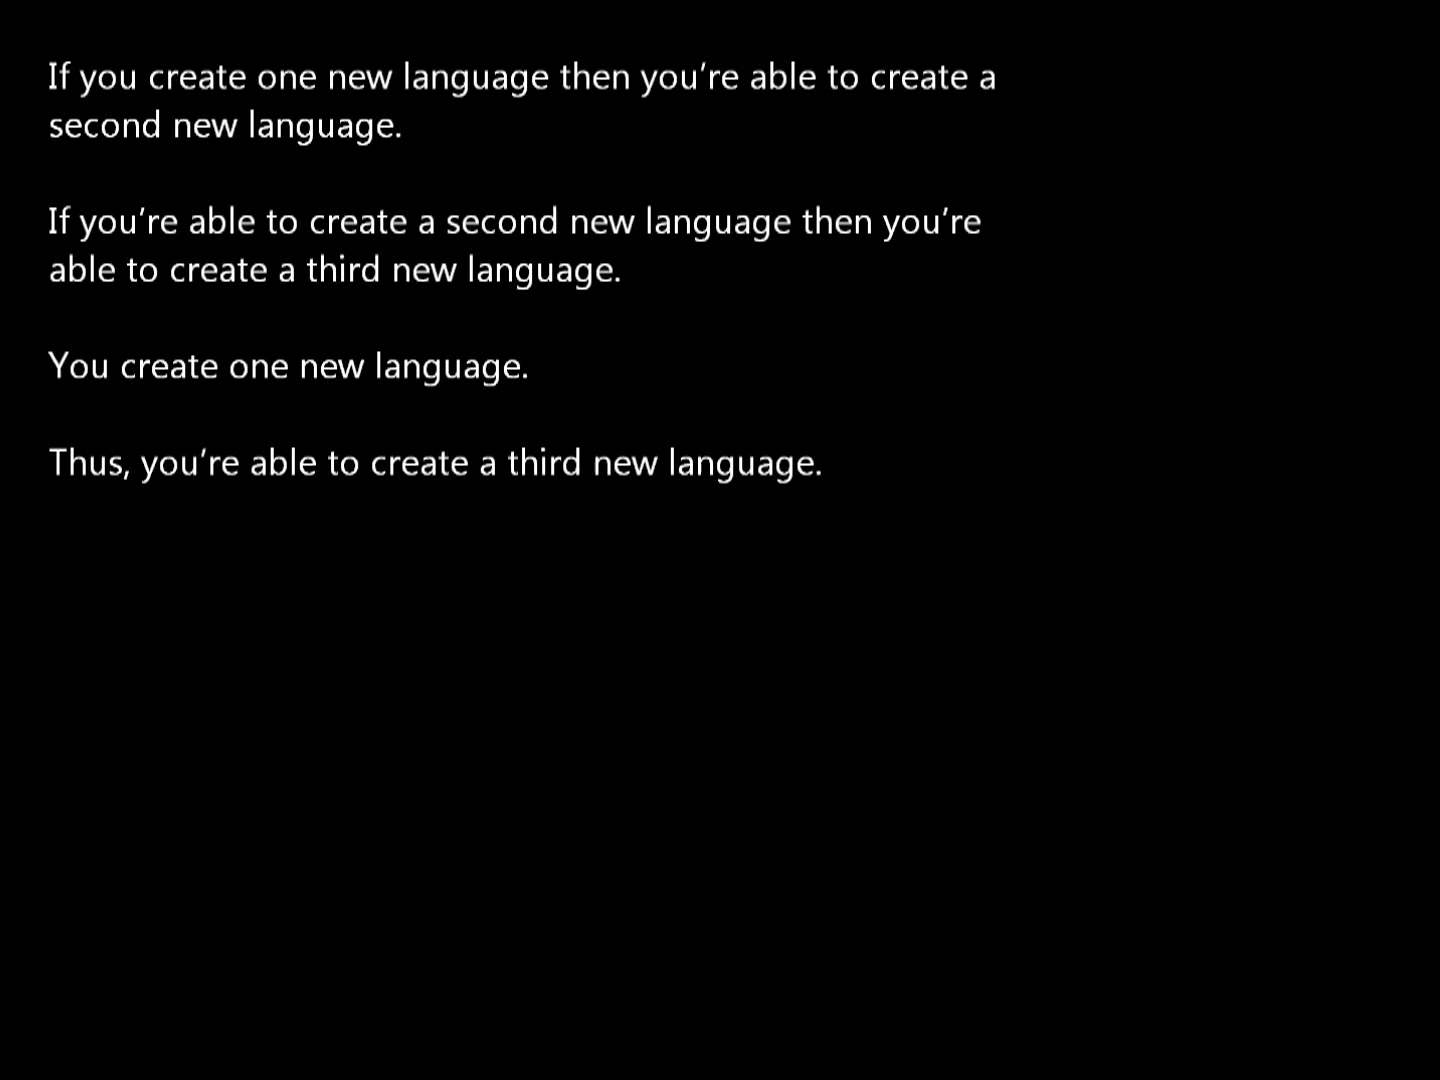 If you create one new language then you’re able to create a
second new language.
If you’re able to create a second new language then you’re
able to create a third new language.
You create one new language.
Thus, you’re able to create a third new language.